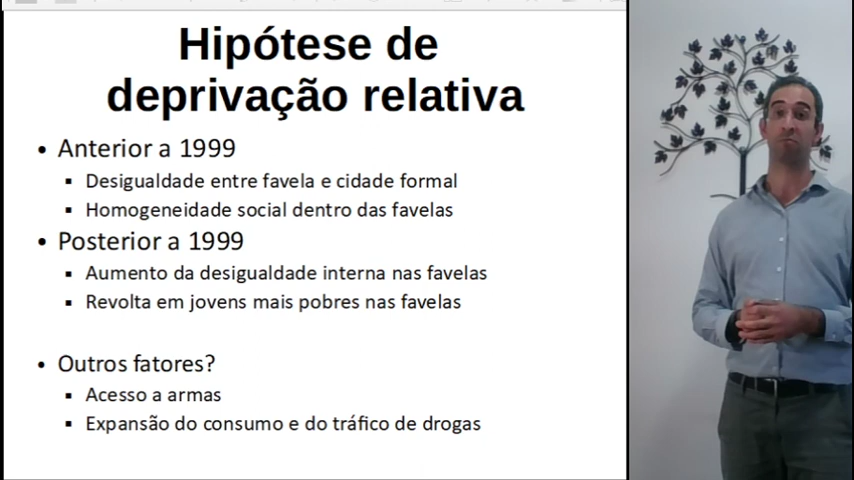 Hipótese de
deprivação relativa
• Anterior a 1999
▪ Desigualdade entre favela e cidade formal
▪ Homogeneidade social dentro das favelas
• Posterior a 1999
▪ Aumento da desigualdade interna nas favelas
▪ Revolta em jovens mais pobres nas favelas
• Outros fatores?
▪ Acesso a armas
▪ Expansão do consumo e do tráfico de drogas